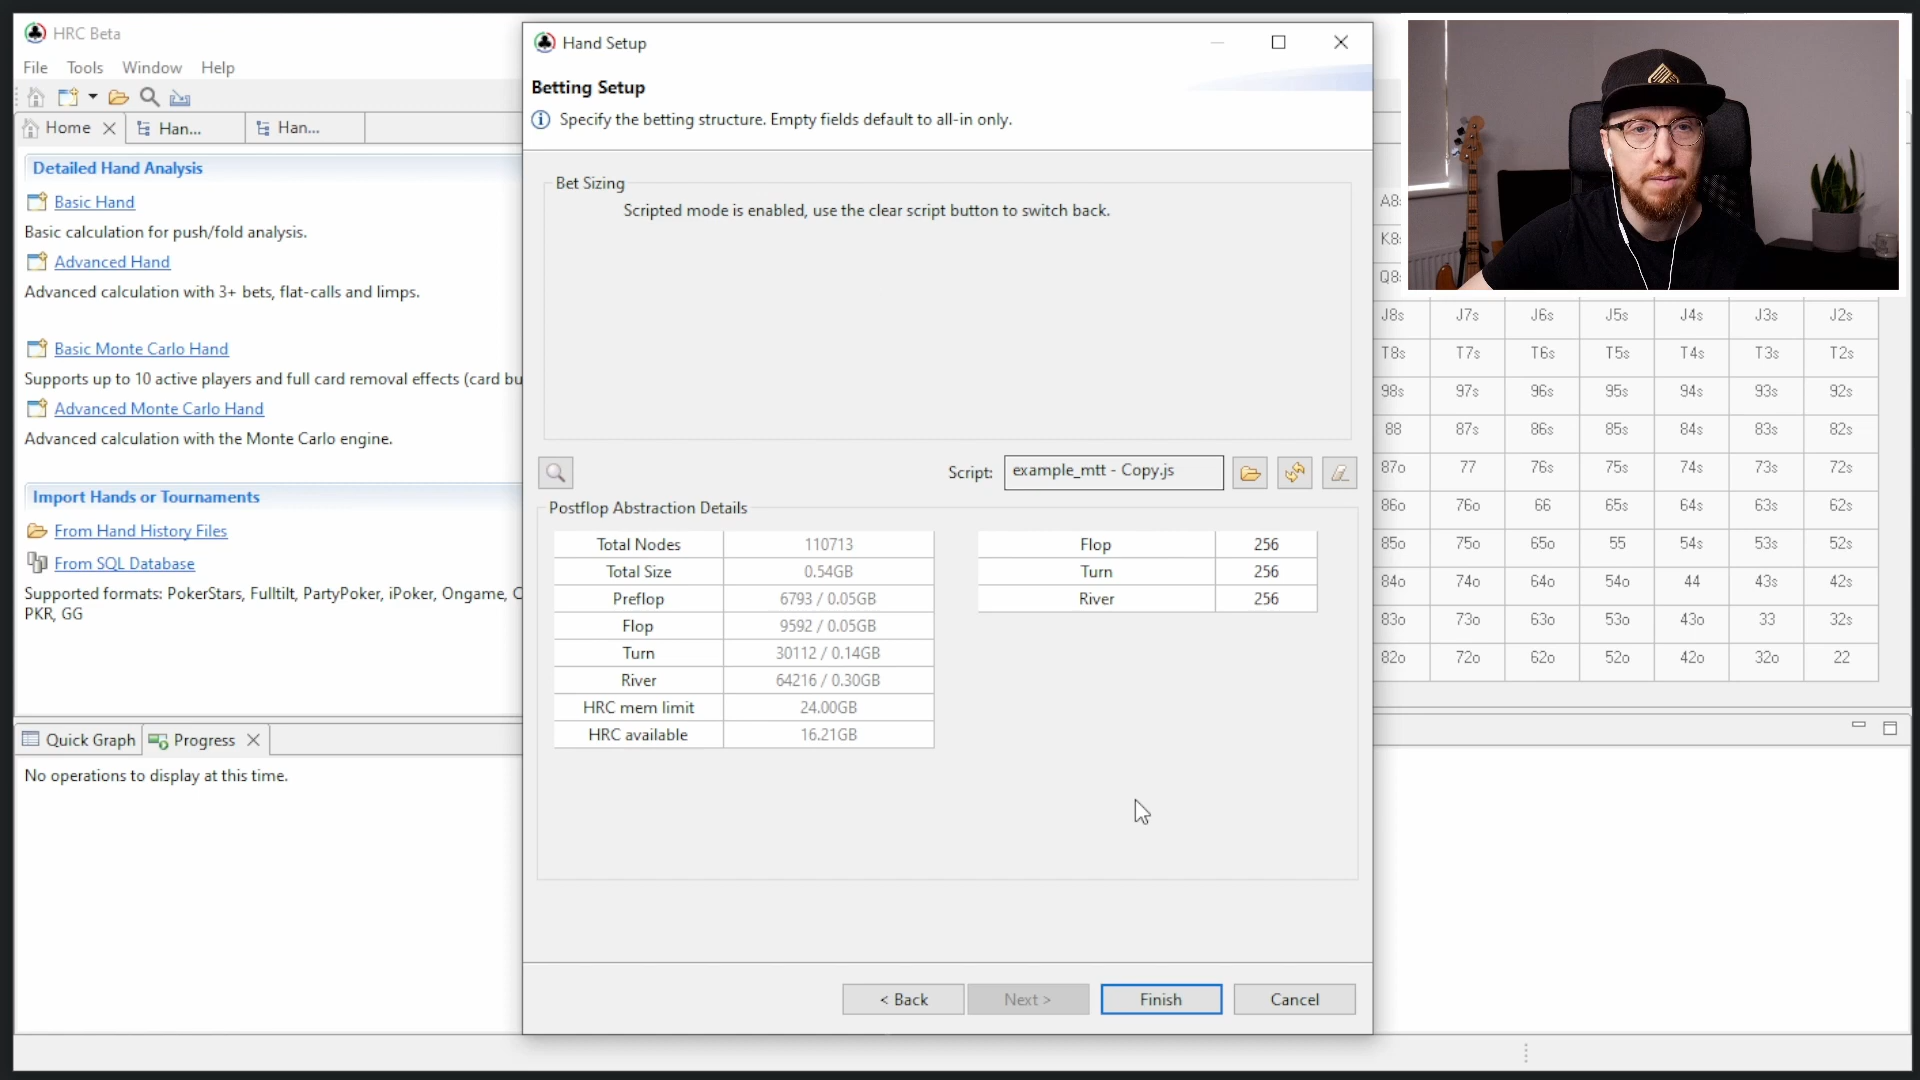 HRC Beta
File Tools Window Help
Home
Han...
Han...
Detailed Hand Analysis
Basic Hand
Basic calculation for push/fold analysis.
Advanced Hand
Advanced calculation with 3+ bets, flat-calls and limps.
Basic Monte Carlo Hand
Supports up to 10 active players and full card removal effects (card bu
Advanced Monte Carlo Hand
Advanced calculation with the Monte Carlo engine.
Import Hands or Tournaments
From Hand History Files
From SQL Database
Supported formats: PokerStars, Fulltilt, PartyPoker, iPoker, Ongame, C
PKR, GG
Quick Graph
Progress
No operations to display at this time.
Hand Setup
Betting Setup
Specify the betting structure. Empty fields default to all-in only.
Bet Sizing
Scripted mode is enabled, use the clear script button to switch back.
Script: example_mtt - Copy.js
Postflop Abstraction Details
Total Nodes 110713
Total Size 0.54GB
Preflop 6793 / 0.05GB
Flop 9592 / 0.05GB
Turn 30112 / 0.14GB
River 64216 / 0.30GB
HRC mem limit 24.00GB
HRC available 16.21GB
Flop 256
Turn 256
River 256
< Back Next > Finish Cancel
A8s
K8s
Q8s
J8s J7s J6s J5s J4s J3s J2s
T8s T7s T6s T5s T4s T3s T2s
98s 97s 96s 95s 94s 93s 92s
88 87s 86s 85s 84s 83s 82s
87o 77 76s 75s 74s 73s 72s
86o 76o 66 65s 64s 63s 62s
85o 75o 65o 55 54s 53s 52s
84o 74o 64o 54o 44 43s 42s
83o 73o 63o 53o 43o 33 32s
82o 72o 62o 52o 42o 32o 22